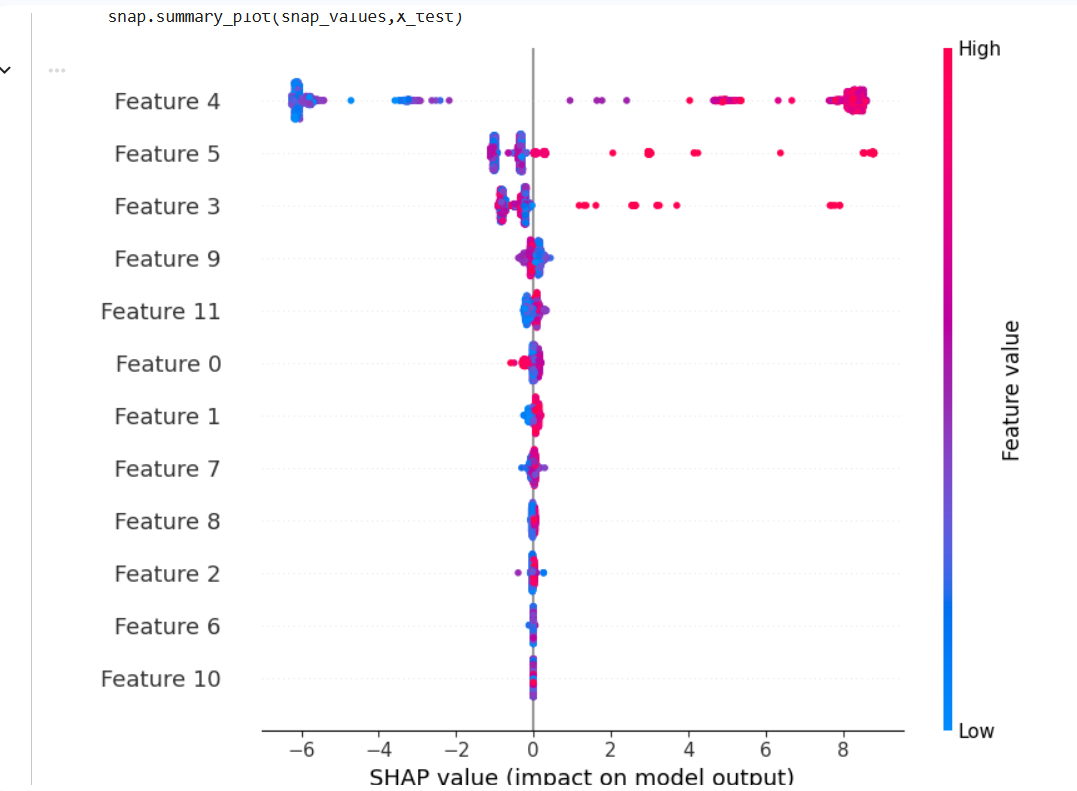 shap.summary_plot(shap_values,X_test)
High
Feature 4
Feature 5
Feature 3
Feature 9
Feature 11
Feature 0
Feature 1
Feature 7
Feature 8
Feature 2
Feature 6
Feature 10
Feature value
Low
−6 −4 −2 0 2 4 6 8
SHAP value (impact on model output)